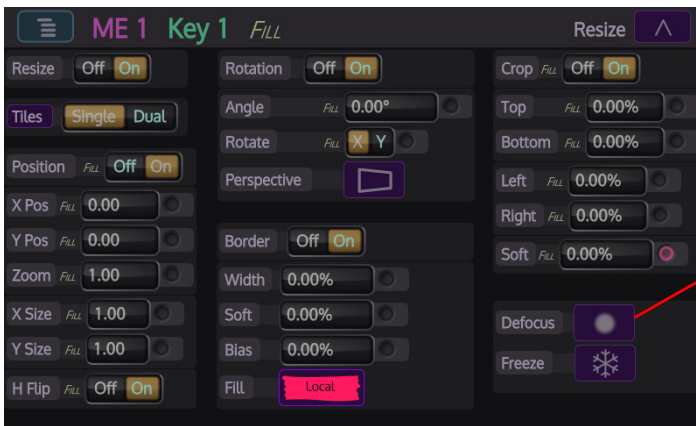 ME 1 Key 1 FILL Resize
Resize Off On
Tiles Single Dual
Position FILL Off On
X Pos FILL 0.00
Y Pos FILL 0.00
Zoom FILL 1.00
X Size FILL 1.00
Y Size FILL 1.00
H Flip FILL Off On
Rotation Off On
Angle FILL 0.00°
Rotate FILL X Y
Perspective
Border Off On
Width 0.00%
Soft 0.00%
Bias 0.00%
Fill Local
Crop FILL Off On
Top FILL 0.00%
Bottom FILL 0.00%
Left FILL 0.00%
Right FILL 0.00%
Soft FILL 0.00%
Defocus
Freeze